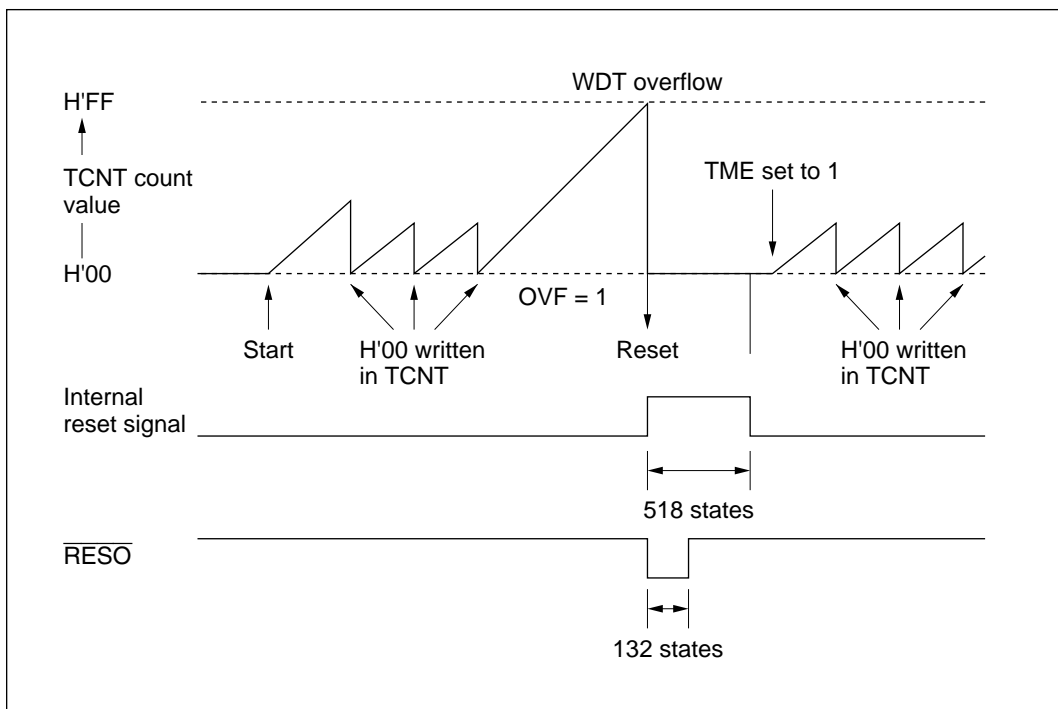 WDT overflow
H'FF
TME set to 1
TCNT count
value
H'00
OVF = 1
Start
H'00 written
in TCNT
Reset
H'00 written
in TCNT
Internal
reset signal
518 states
RESO
132 states